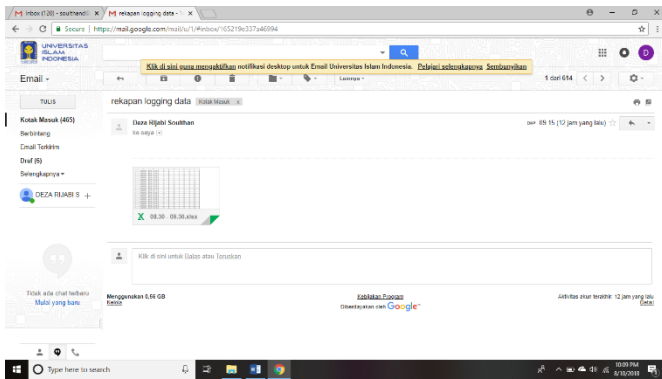 Inbox (120) - soulthand
rekapan logging data -
Secure | https://mail.google.com/mail/u/1/#inbox/165219e337a46994
UNIVERSITAS
ISLAM
INDONESIA
Klik di sini guna mengaktifkan notifikasi desktop untuk Email Universitas Islam Indonesia. Pelajari selengkapnya Sembunyikan
Email
Lainnya
1 dari 614
TULIS
rekapan logging data Kotak Masuk x
Kotak Masuk (465)
Berbintang
Email Terkirim
Draf (6)
Selengkapnya
Deza Rijabi Soulthan
ke saya
09.15 (12 jam yang lalu)
DEZA RIJABI S +
X 08.30 - 09.30.xlsx
Klik di sini untuk Balas atau Teruskan
Tidak ada chat terbaru
Mulai yang baru
Menggunakan 0,56 GB
Kelola
Kebijakan Program
Diberdayakan oleh Google
Aktivitas akun terakhir: 12 jam yang lalu
Detail
Type here to search
10:09 PM
8/10/2018